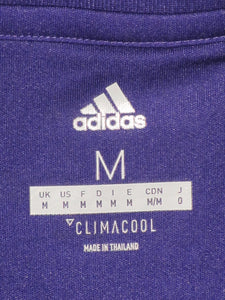 adidas
M
UK US F D I E CDN J
M M M M M M M/M O
CLIMACOOL
MADE IN THAILAND